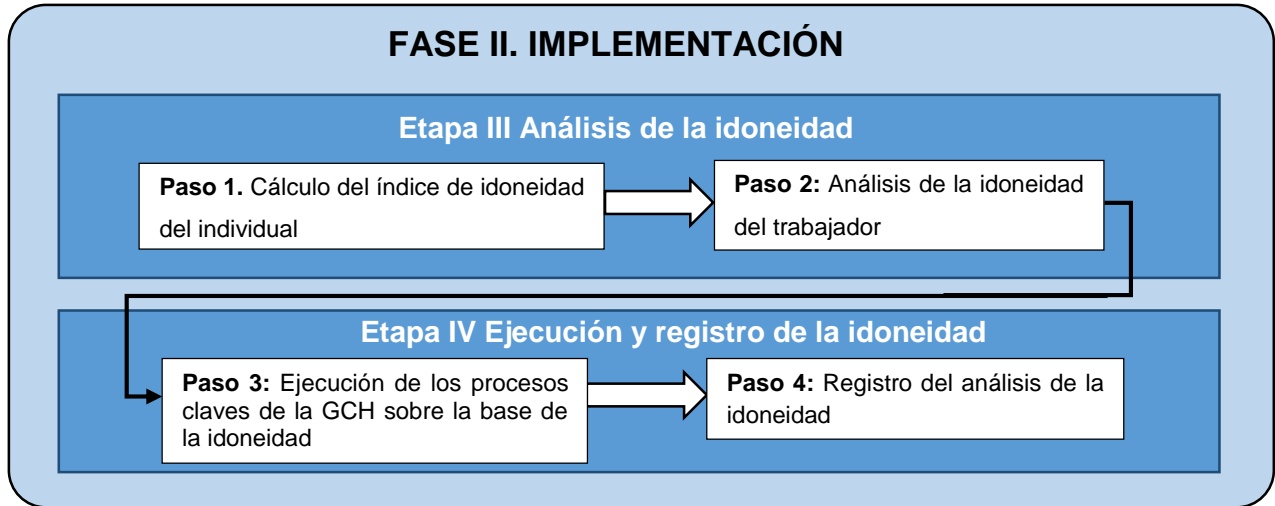 FASE II. IMPLEMENTACIÓN
Etapa III Análisis de la idoneidad
Paso 1. Cálculo del índice de idoneidad
del individual
Paso 2: Análisis de la idoneidad
del trabajador
Etapa IV Ejecución y registro de la idoneidad
Paso 3: Ejecución de los procesos
claves de la GCH sobre la base de
la idoneidad
Paso 4: Registro del análisis de la
idoneidad